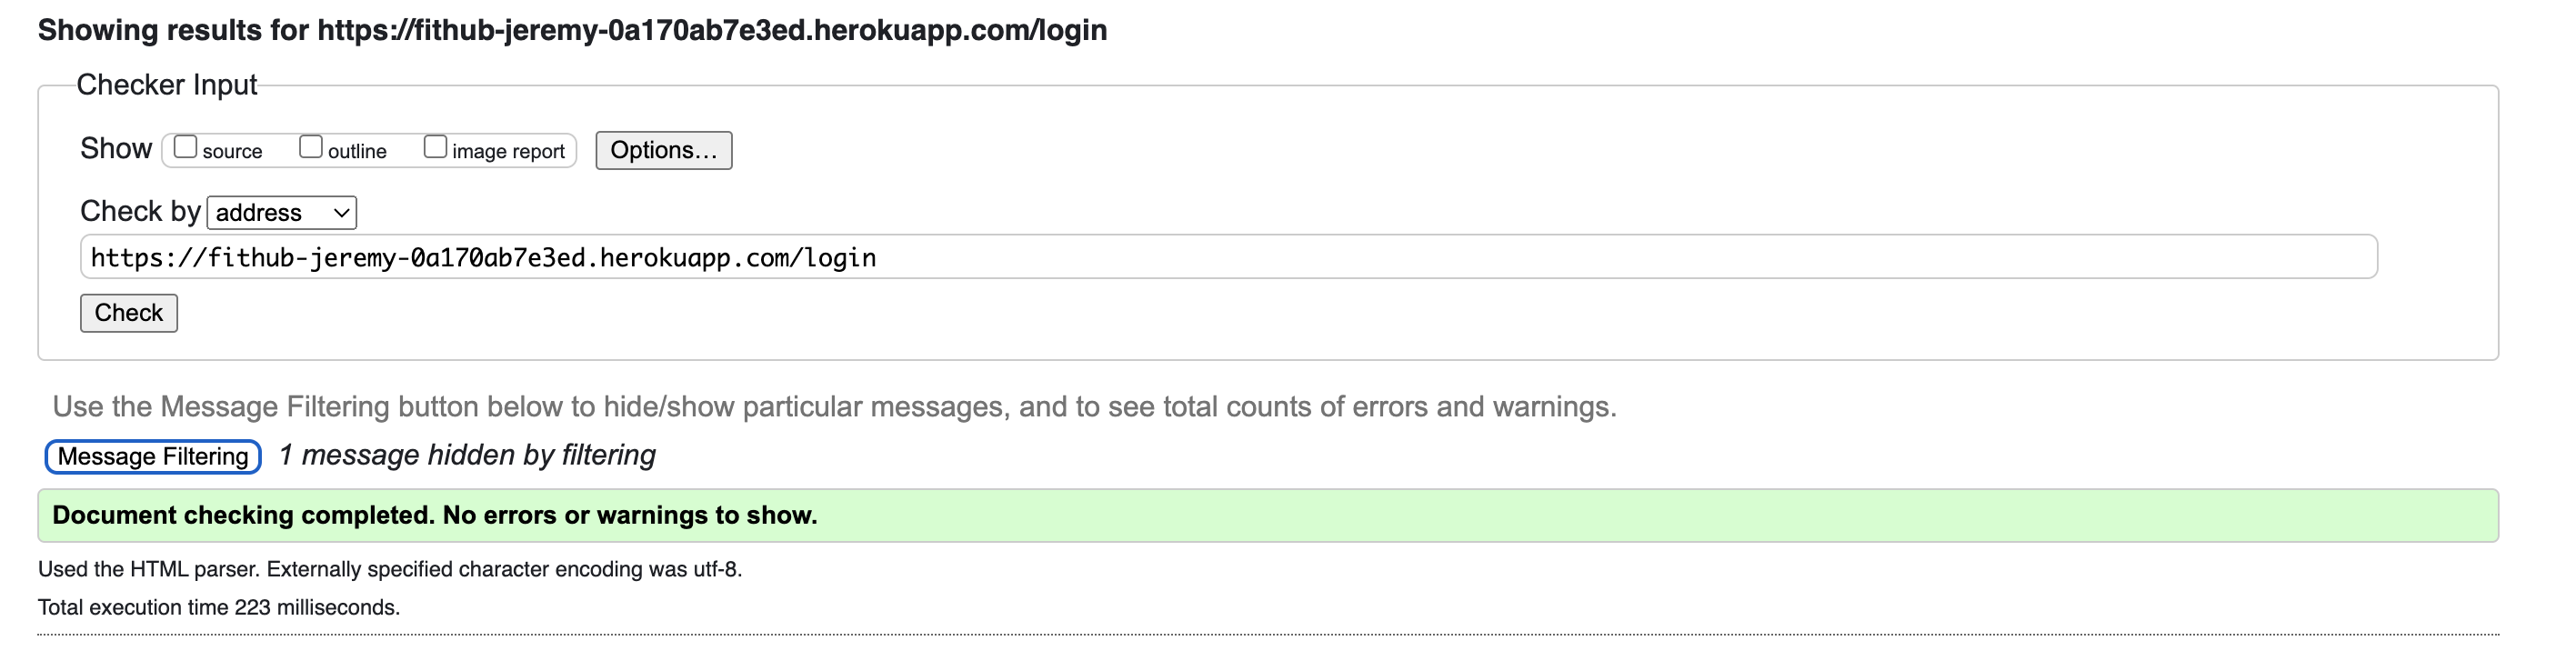 Showing results for https://fithub-jeremy-0a170ab7e3ed.herokuapp.com/login
Checker Input
Show source outline image report Options...
Check by address
https://fithub-jeremy-0a170ab7e3ed.herokuapp.com/login
Check
Use the Message Filtering button below to hide/show particular messages, and to see total counts of errors and warnings.
Message Filtering 1 message hidden by filtering
Document checking completed. No errors or warnings to show.
Used the HTML parser. Externally specified character encoding was utf-8.
Total execution time 223 milliseconds.